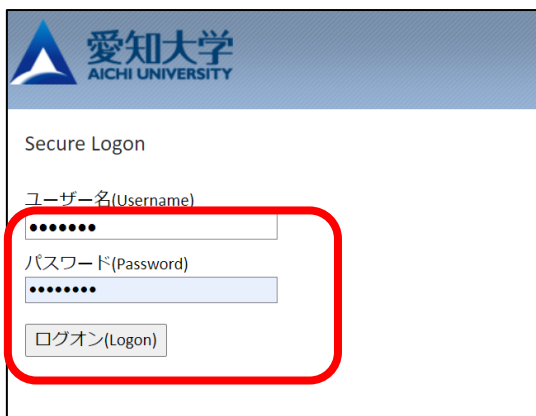 愛知大学
AICHI UNIVERSITY
Secure Logon
ユーザー名(Username)
•••••••
パスワード(Password)
••••••••
ログオン(Logon)